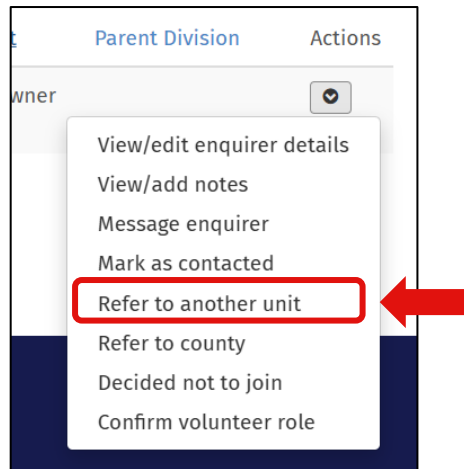 Parent Division Actions
wner
View/edit enquirer details
View/add notes
Message enquirer
Mark as contacted
Refer to another unit
Refer to county
Decided not to join
Confirm volunteer role